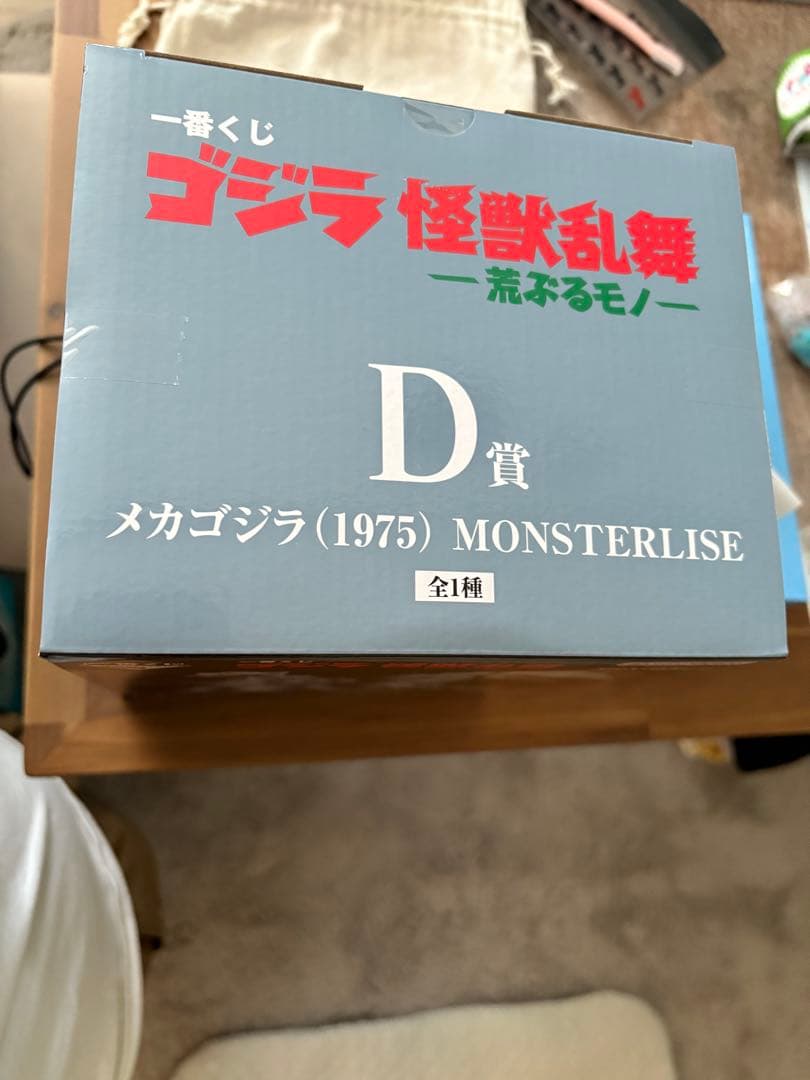 一番くじ
ゴジラ 怪獣乱舞
—荒ぶるモノ—
D賞
メカゴジラ(1975) MONSTERLISE
全1種